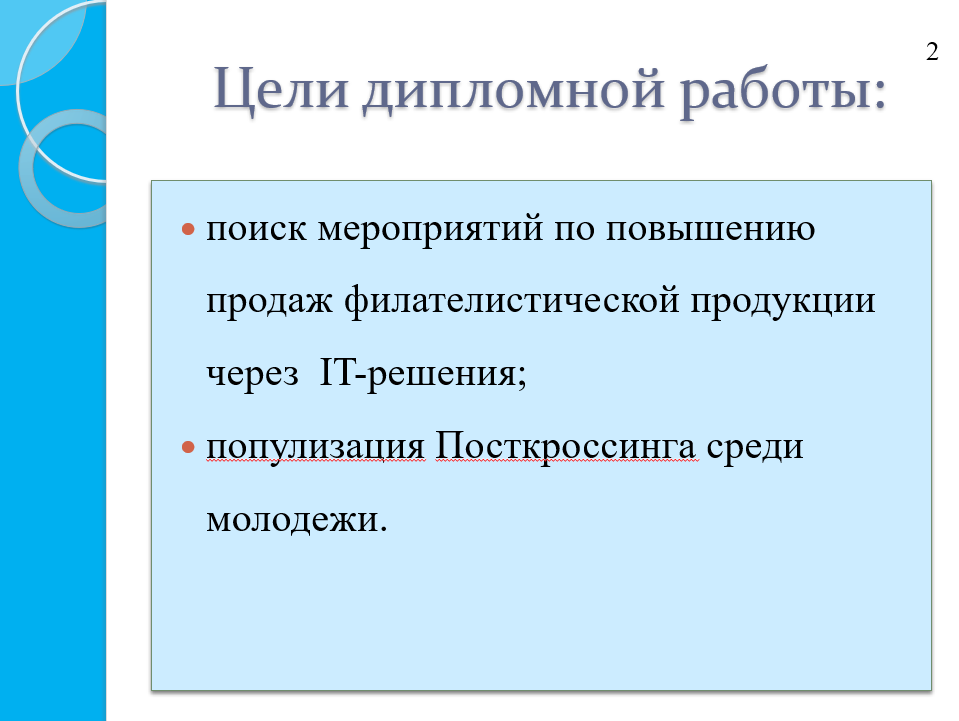 2
Цели дипломной работы:
• поиск мероприятий по повышению
продаж филателистической продукции
через IT-решения;
• популизация Посткроссинга среди
молодежи.